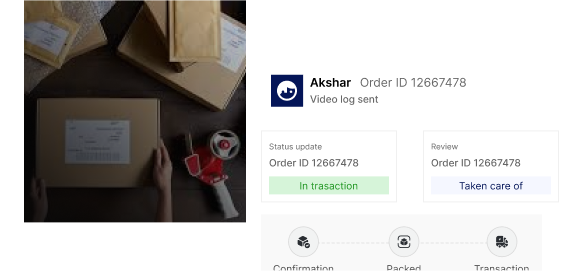 Akshar Order ID 12667478
Video log sent
Status update
Order ID 12667478
In trasaction
Review
Order ID 12667478
Taken care of
Confirmation
Packed
Transaction